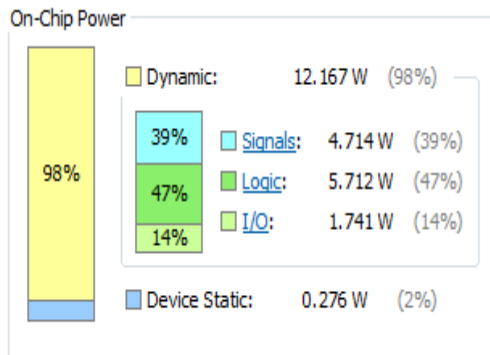 On-Chip Power
Dynamic: 12.167 W (98%)
39% Signals: 4.714 W (39%)
98%
47% Logic: 5.712 W (47%)
14% I/O: 1.741 W (14%)
Device Static: 0.276 W (2%)